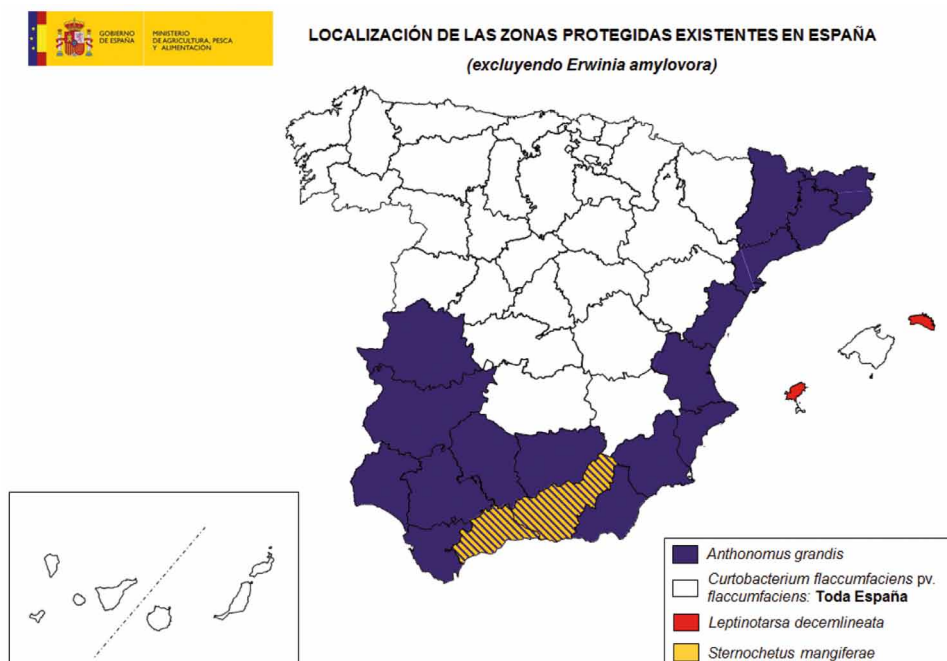 GOBIERNO
DE ESPAÑA
MINISTERIO
DE AGRICULTURA, PESCA
Y ALIMENTACIÓN
LOCALIZACIÓN DE LAS ZONAS PROTEGIDAS EXISTENTES EN ESPAÑA
(excluyendo Erwinia amylovora)
Anthonomus grandis
Curtobacterium flaccumfaciens pv.
flaccumfaciens: Toda España
Leptinotarsa decemlineata
Sternochetus mangiferae